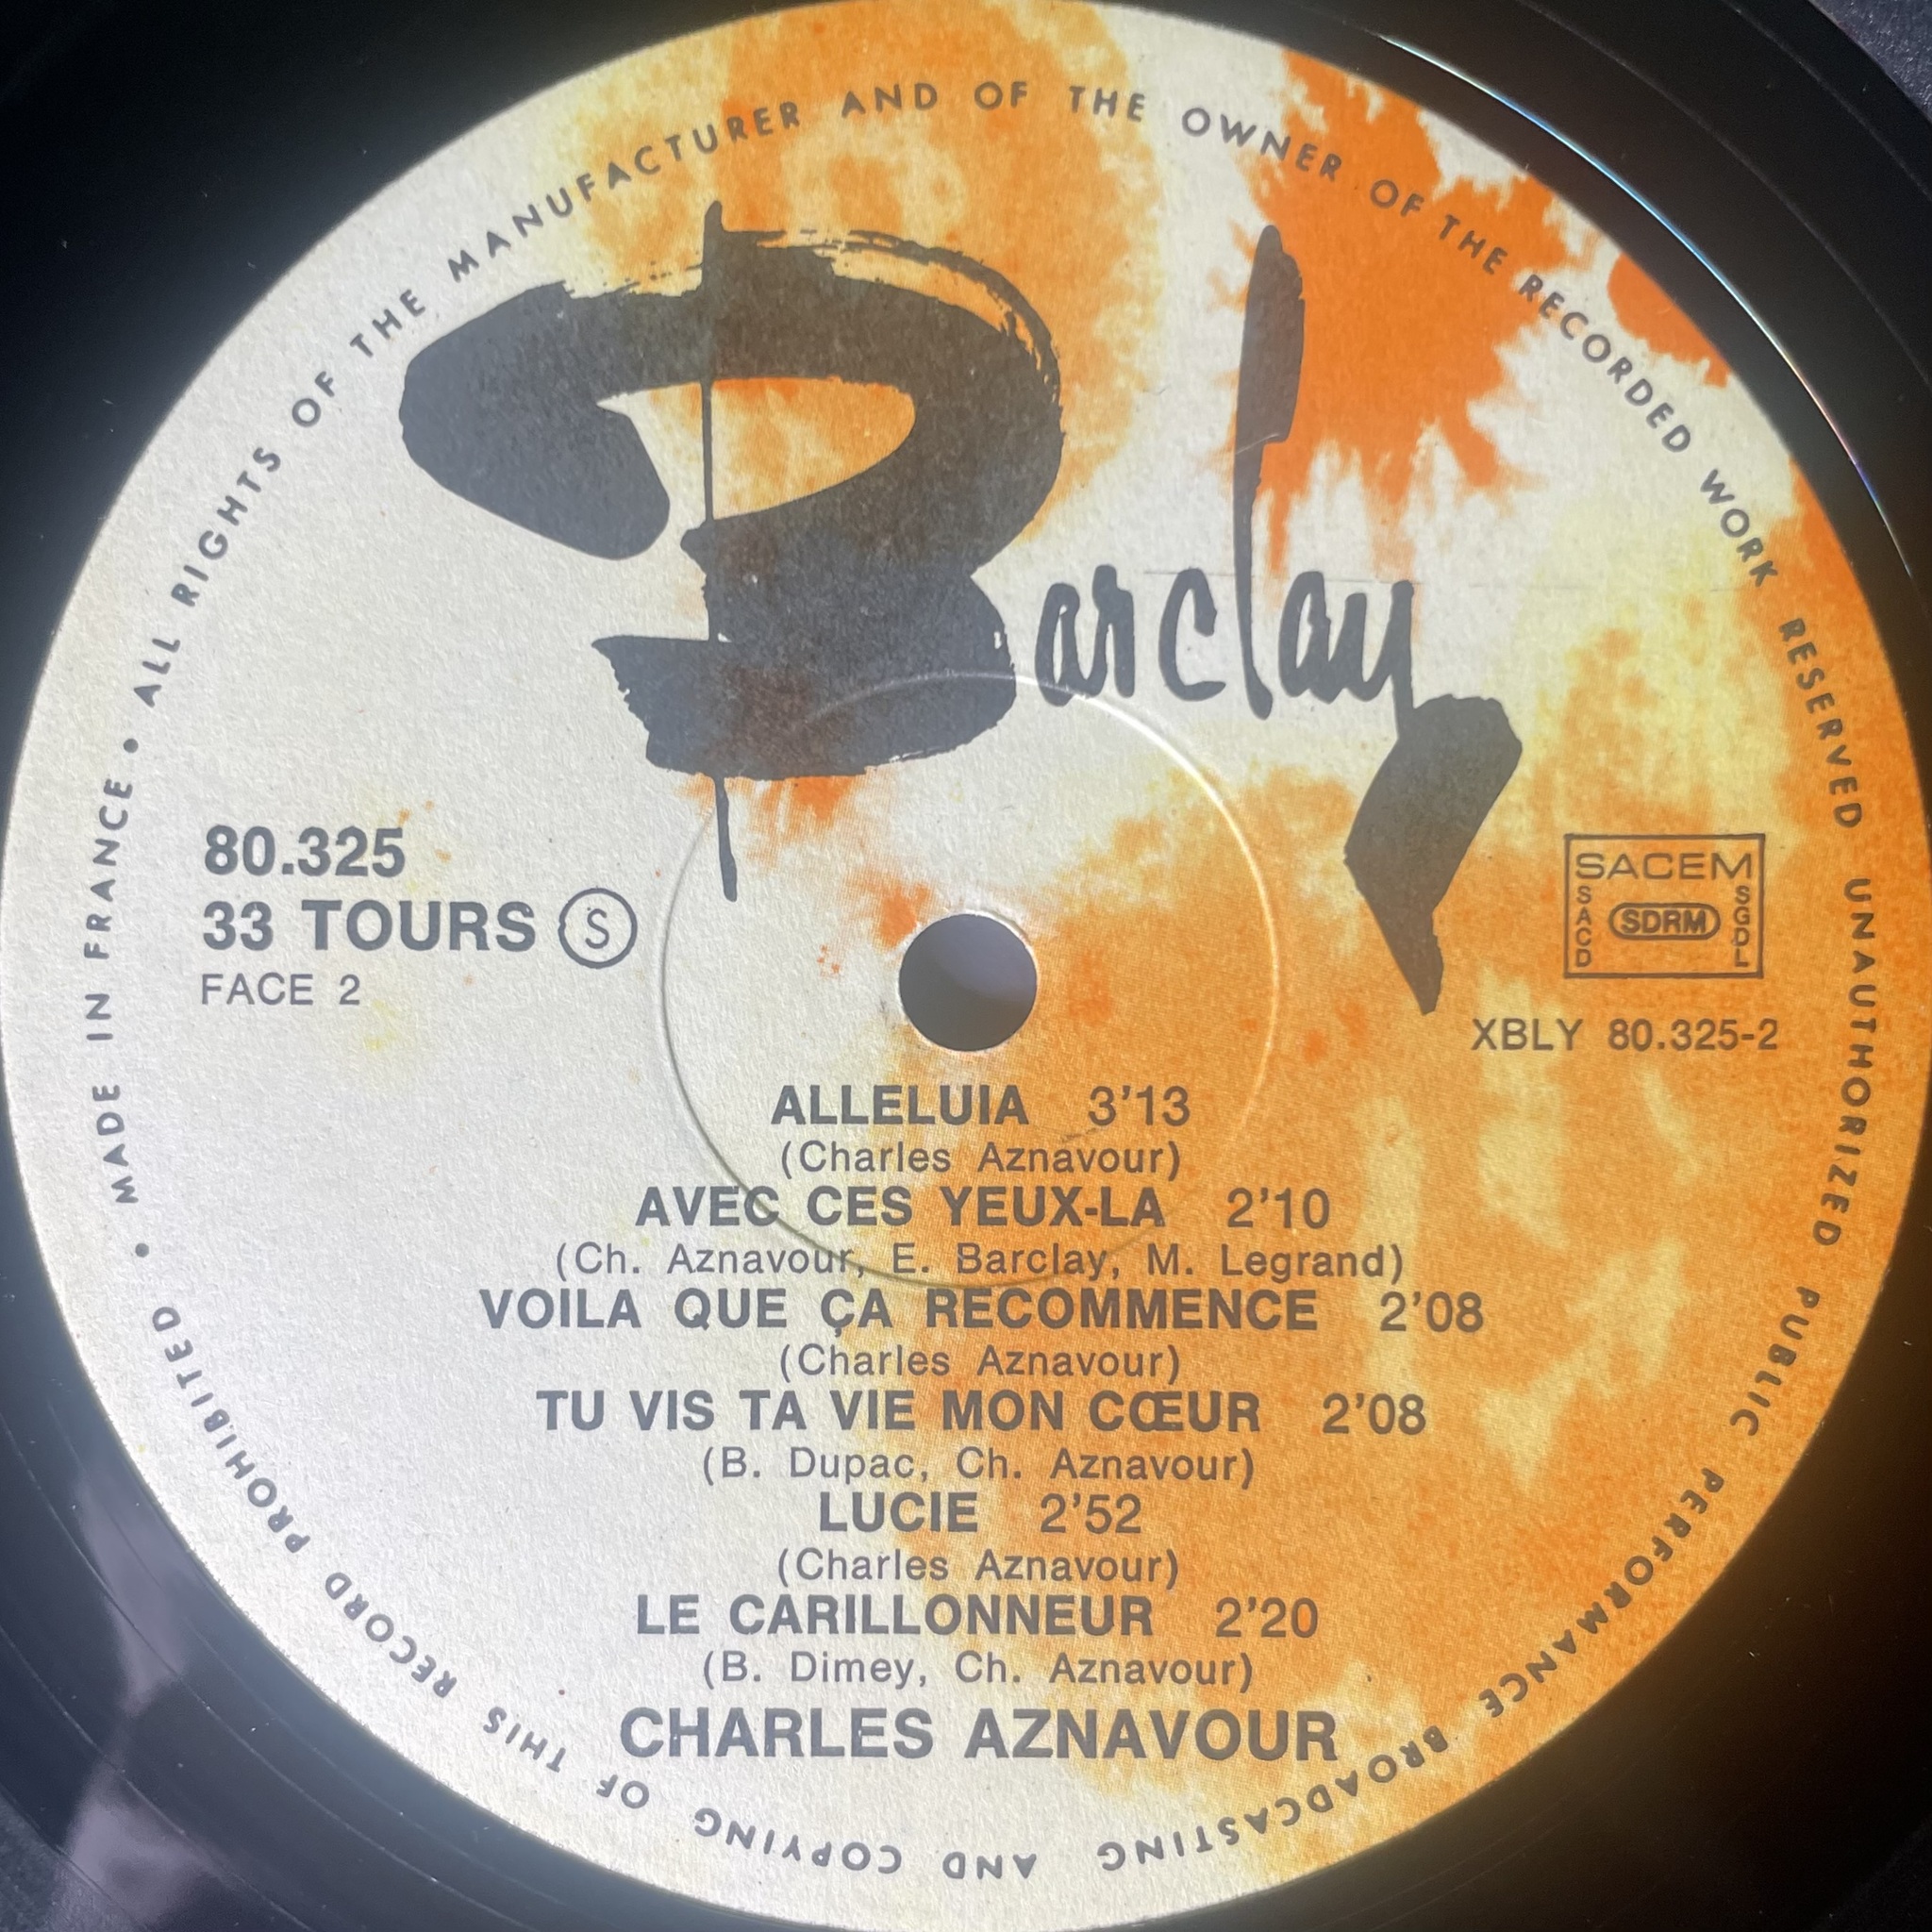 MADE IN FRANCE • ALL RIGHTS OF THE MANUFACTURER AND OF THE OWNER OF THE RECORDED WORK RESERVED UNAUTHORIZED PUBLIC PERFORMANCE BROADCASTING AND COPYING OF THIS RECORD PROHIBITED •
Barclay
80.325
33 TOURS Ⓢ
FACE 2
SACEM
SACD
SDRM
SGDL
XBLY 80.325-2
ALLELUIA 3'13
(Charles Aznavour)
AVEC CES YEUX-LA 2'10
(Ch. Aznavour, E. Barclay, M. Legrand)
VOILA QUE ÇA RECOMMENCE 2'08
(Charles Aznavour)
TU VIS TA VIE MON CŒUR 2'08
(B. Dupac, Ch. Aznavour)
LUCIE 2'52
(Charles Aznavour)
LE CARILLONNEUR 2'20
(B. Dimey, Ch. Aznavour)
CHARLES AZNAVOUR